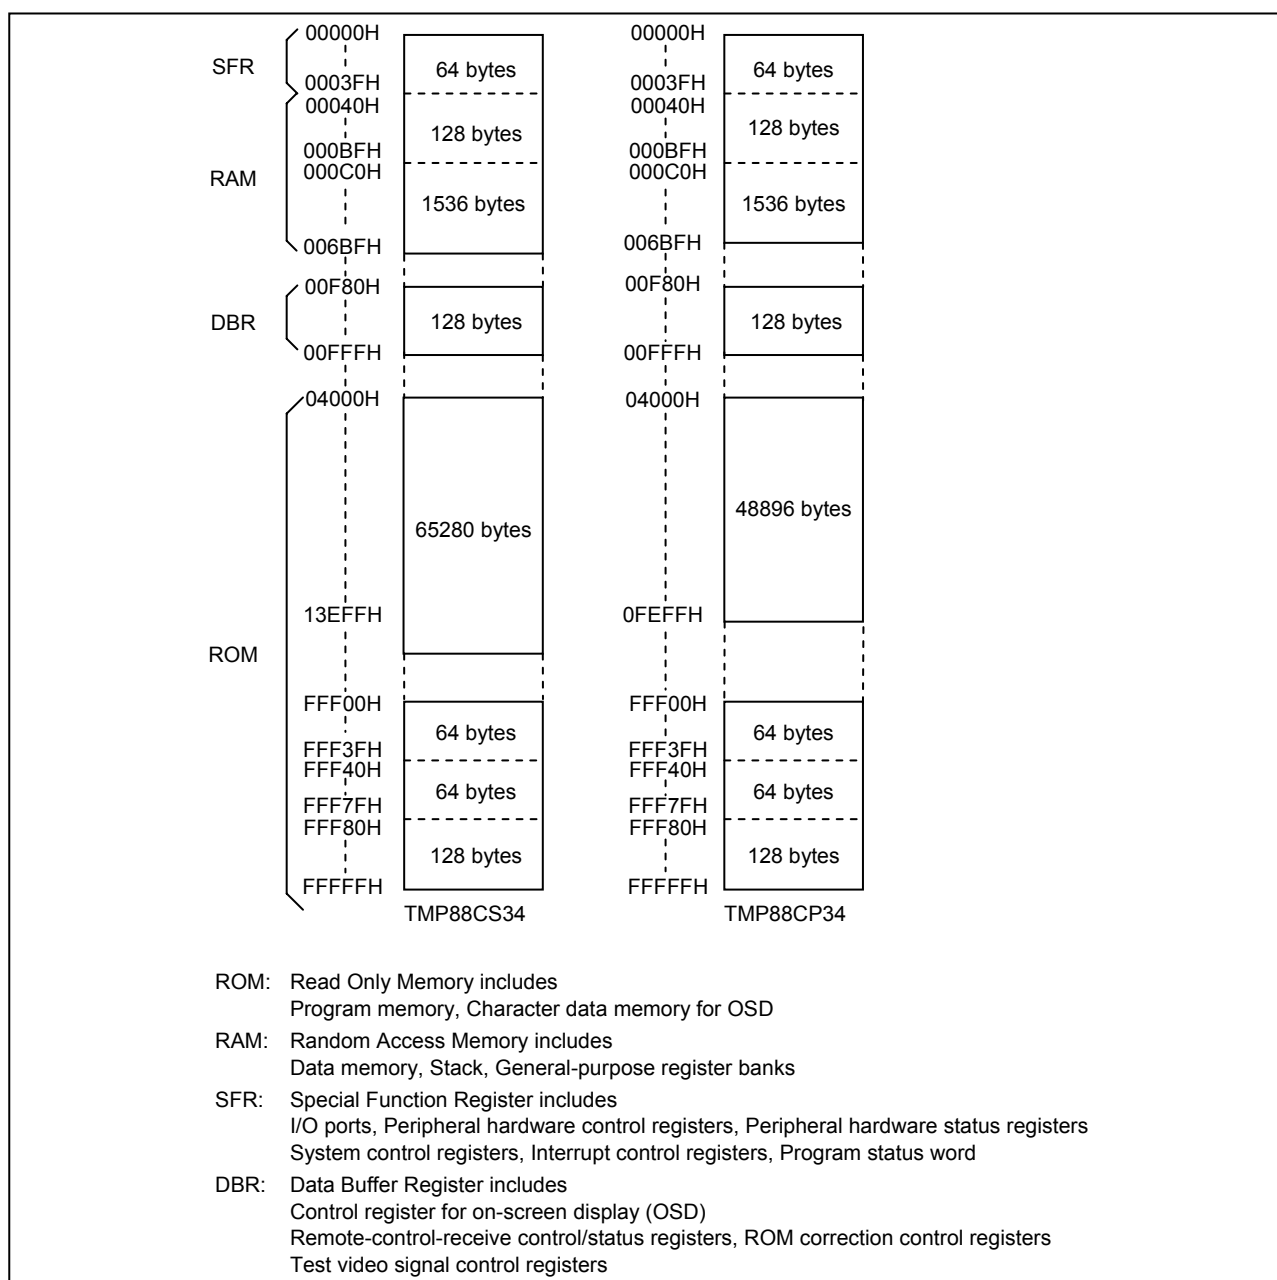 00000H 00000H
SFR 64 bytes 64 bytes
0003FH 0003FH
00040H 00040H
128 bytes 128 bytes
000BFH 000BFH
000C0H 000C0H
RAM 1536 bytes 1536 bytes
006BFH 006BFH
00F80H 00F80H
DBR 128 bytes 128 bytes
00FFFH 00FFFH
04000H 04000H
65280 bytes 48896 bytes
13EFFH 0FEFFH
ROM
FFF00H FFF00H
64 bytes 64 bytes
FFF3FH FFF3FH
FFF40H FFF40H
64 bytes 64 bytes
FFF7FH FFF7FH
FFF80H FFF80H
128 bytes 128 bytes
FFFFFH FFFFFH
TMP88CS34 TMP88CP34
ROM: Read Only Memory includes
Program memory, Character data memory for OSD
RAM: Random Access Memory includes
Data memory, Stack, General-purpose register banks
SFR: Special Function Register includes
I/O ports, Peripheral hardware control registers, Peripheral hardware status registers
System control registers, Interrupt control registers, Program status word
DBR: Data Buffer Register includes
Control register for on-screen display (OSD)
Remote-control-receive control/status registers, ROM correction control registers
Test video signal control registers